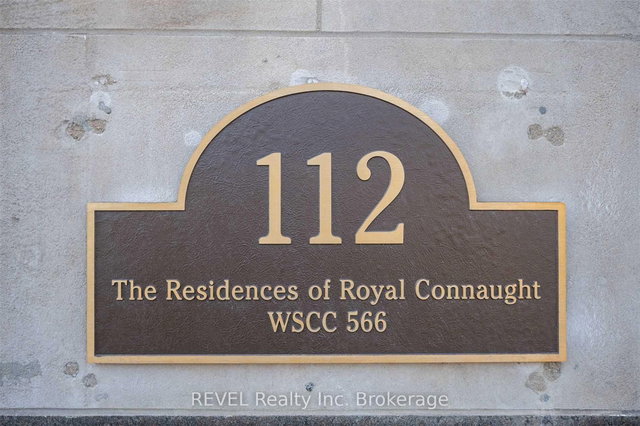 112
The Residences of Royal Connaught
WSCC 566
REVEL Realty Inc. Brokerage